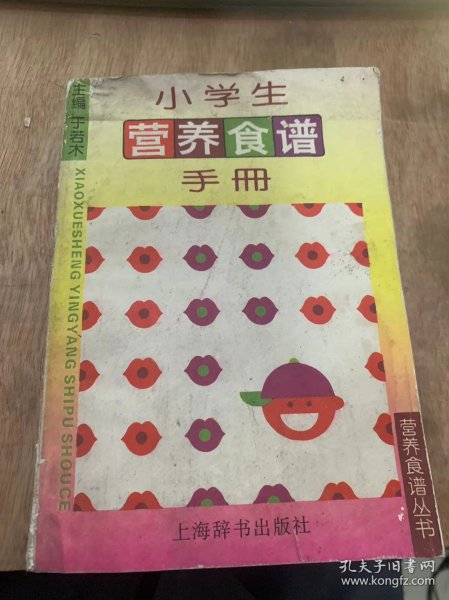 主编 于若木
XIAOXUESHENG YINGYANG SHIPU SHOUCE
小学生
营养食谱
手册
营养食谱丛书
上海辞书出版社
孔夫子旧书网
www.kongfz.com